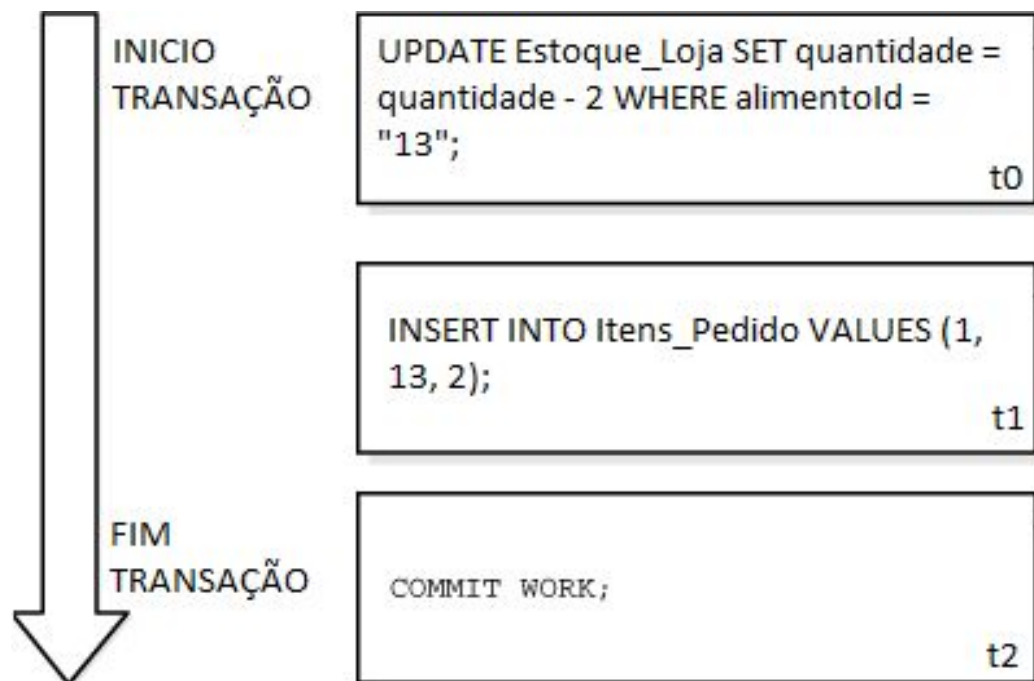 INICIO
TRANSAÇÃO
UPDATE Estoque_Loja SET quantidade =
quantidade - 2 WHERE alimentoId =
"13";
t0
INSERT INTO Itens_Pedido VALUES (1,
13, 2);
t1
FIM
TRANSAÇÃO
COMMIT WORK;
t2